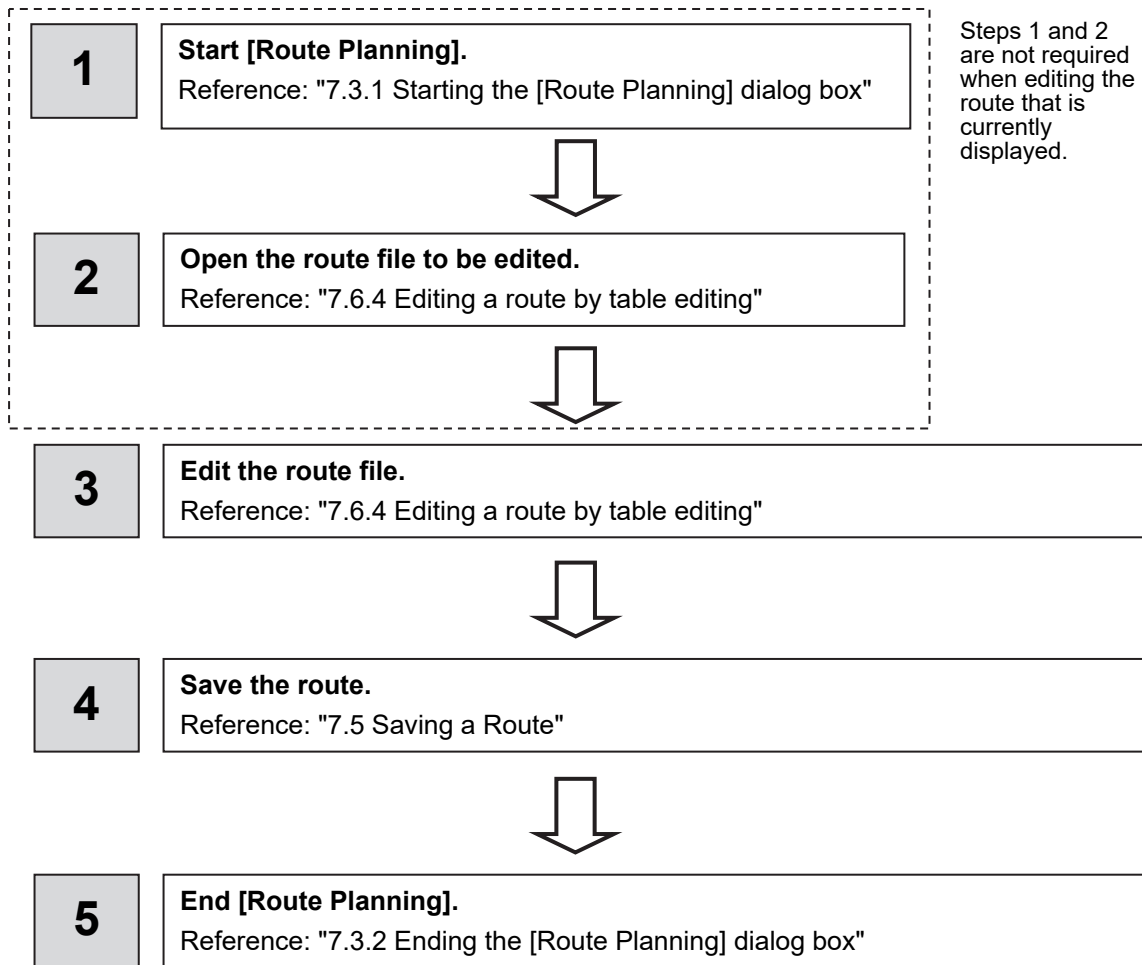 1
Start [Route Planning].
Reference: "7.3.1 Starting the [Route Planning] dialog box"
Steps 1 and 2
are not required
when editing the
route that is
currently
displayed.
2
Open the route file to be edited.
Reference: "7.6.4 Editing a route by table editing"
3
Edit the route file.
Reference: "7.6.4 Editing a route by table editing"
4
Save the route.
Reference: "7.5 Saving a Route"
5
End [Route Planning].
Reference: "7.3.2 Ending the [Route Planning] dialog box"